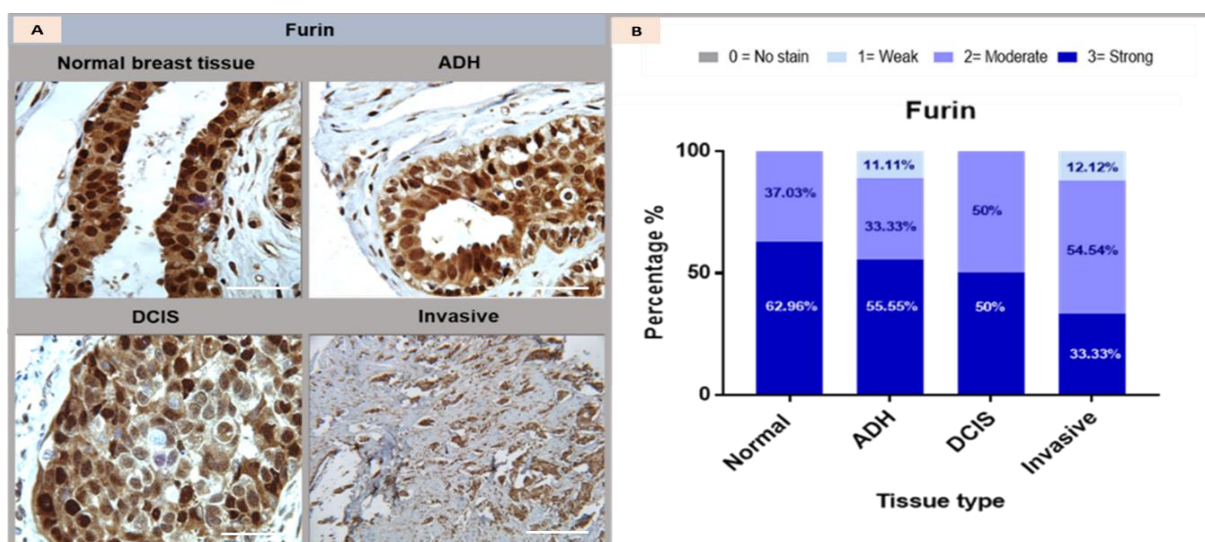 A
Furin
Normal breast tissue
ADH
DCIS
Invasive
B
0 = No stain 1= Weak 2= Moderate 3= Strong
Furin
Percentage %
100
50
0
37.03%
62.96%
11.11%
33.33%
55.55%
50%
50%
12.12%
54.54%
33.33%
Normal
ADH
DCIS
Invasive
Tissue type